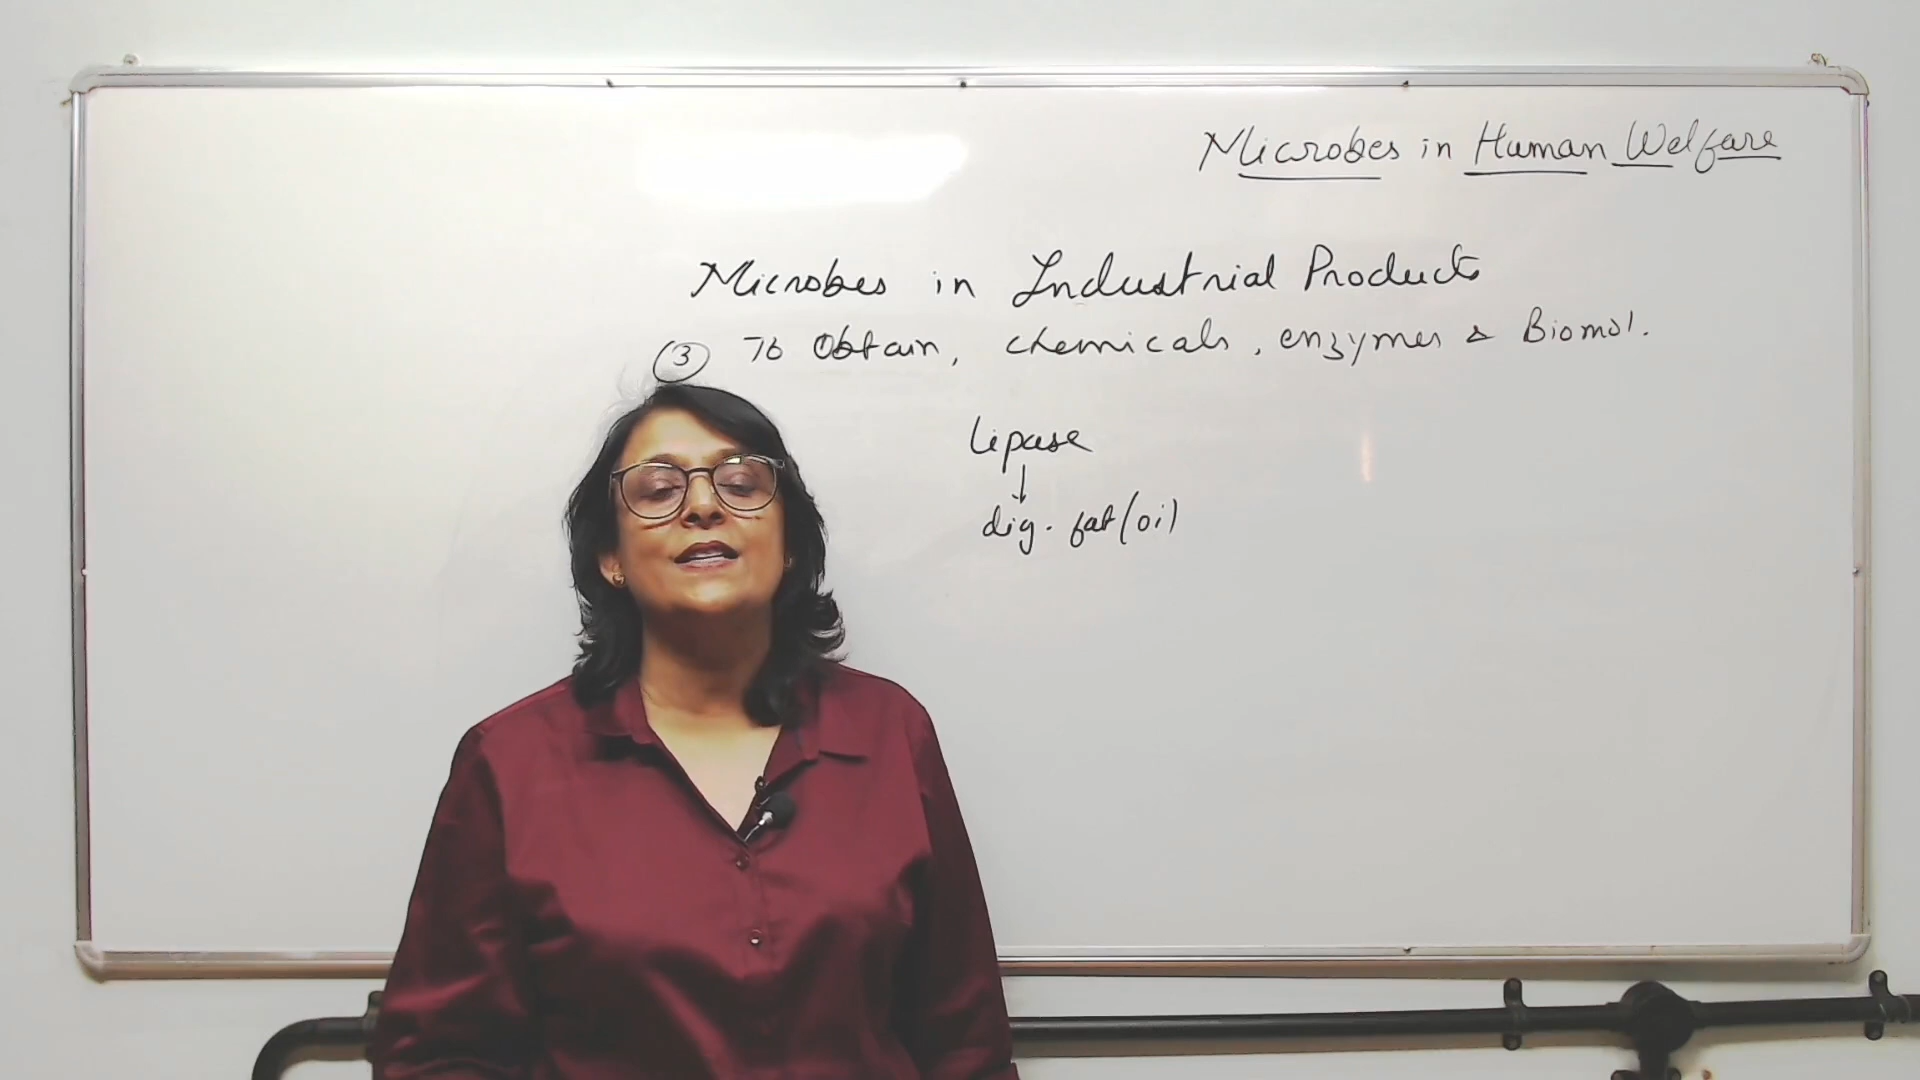 Microbes in Human Welfare
Microbes in Industrial Products
③ To Obtain, chemicals, enzymes & Biomol.
Lipase
↓
dig. fat (oil)